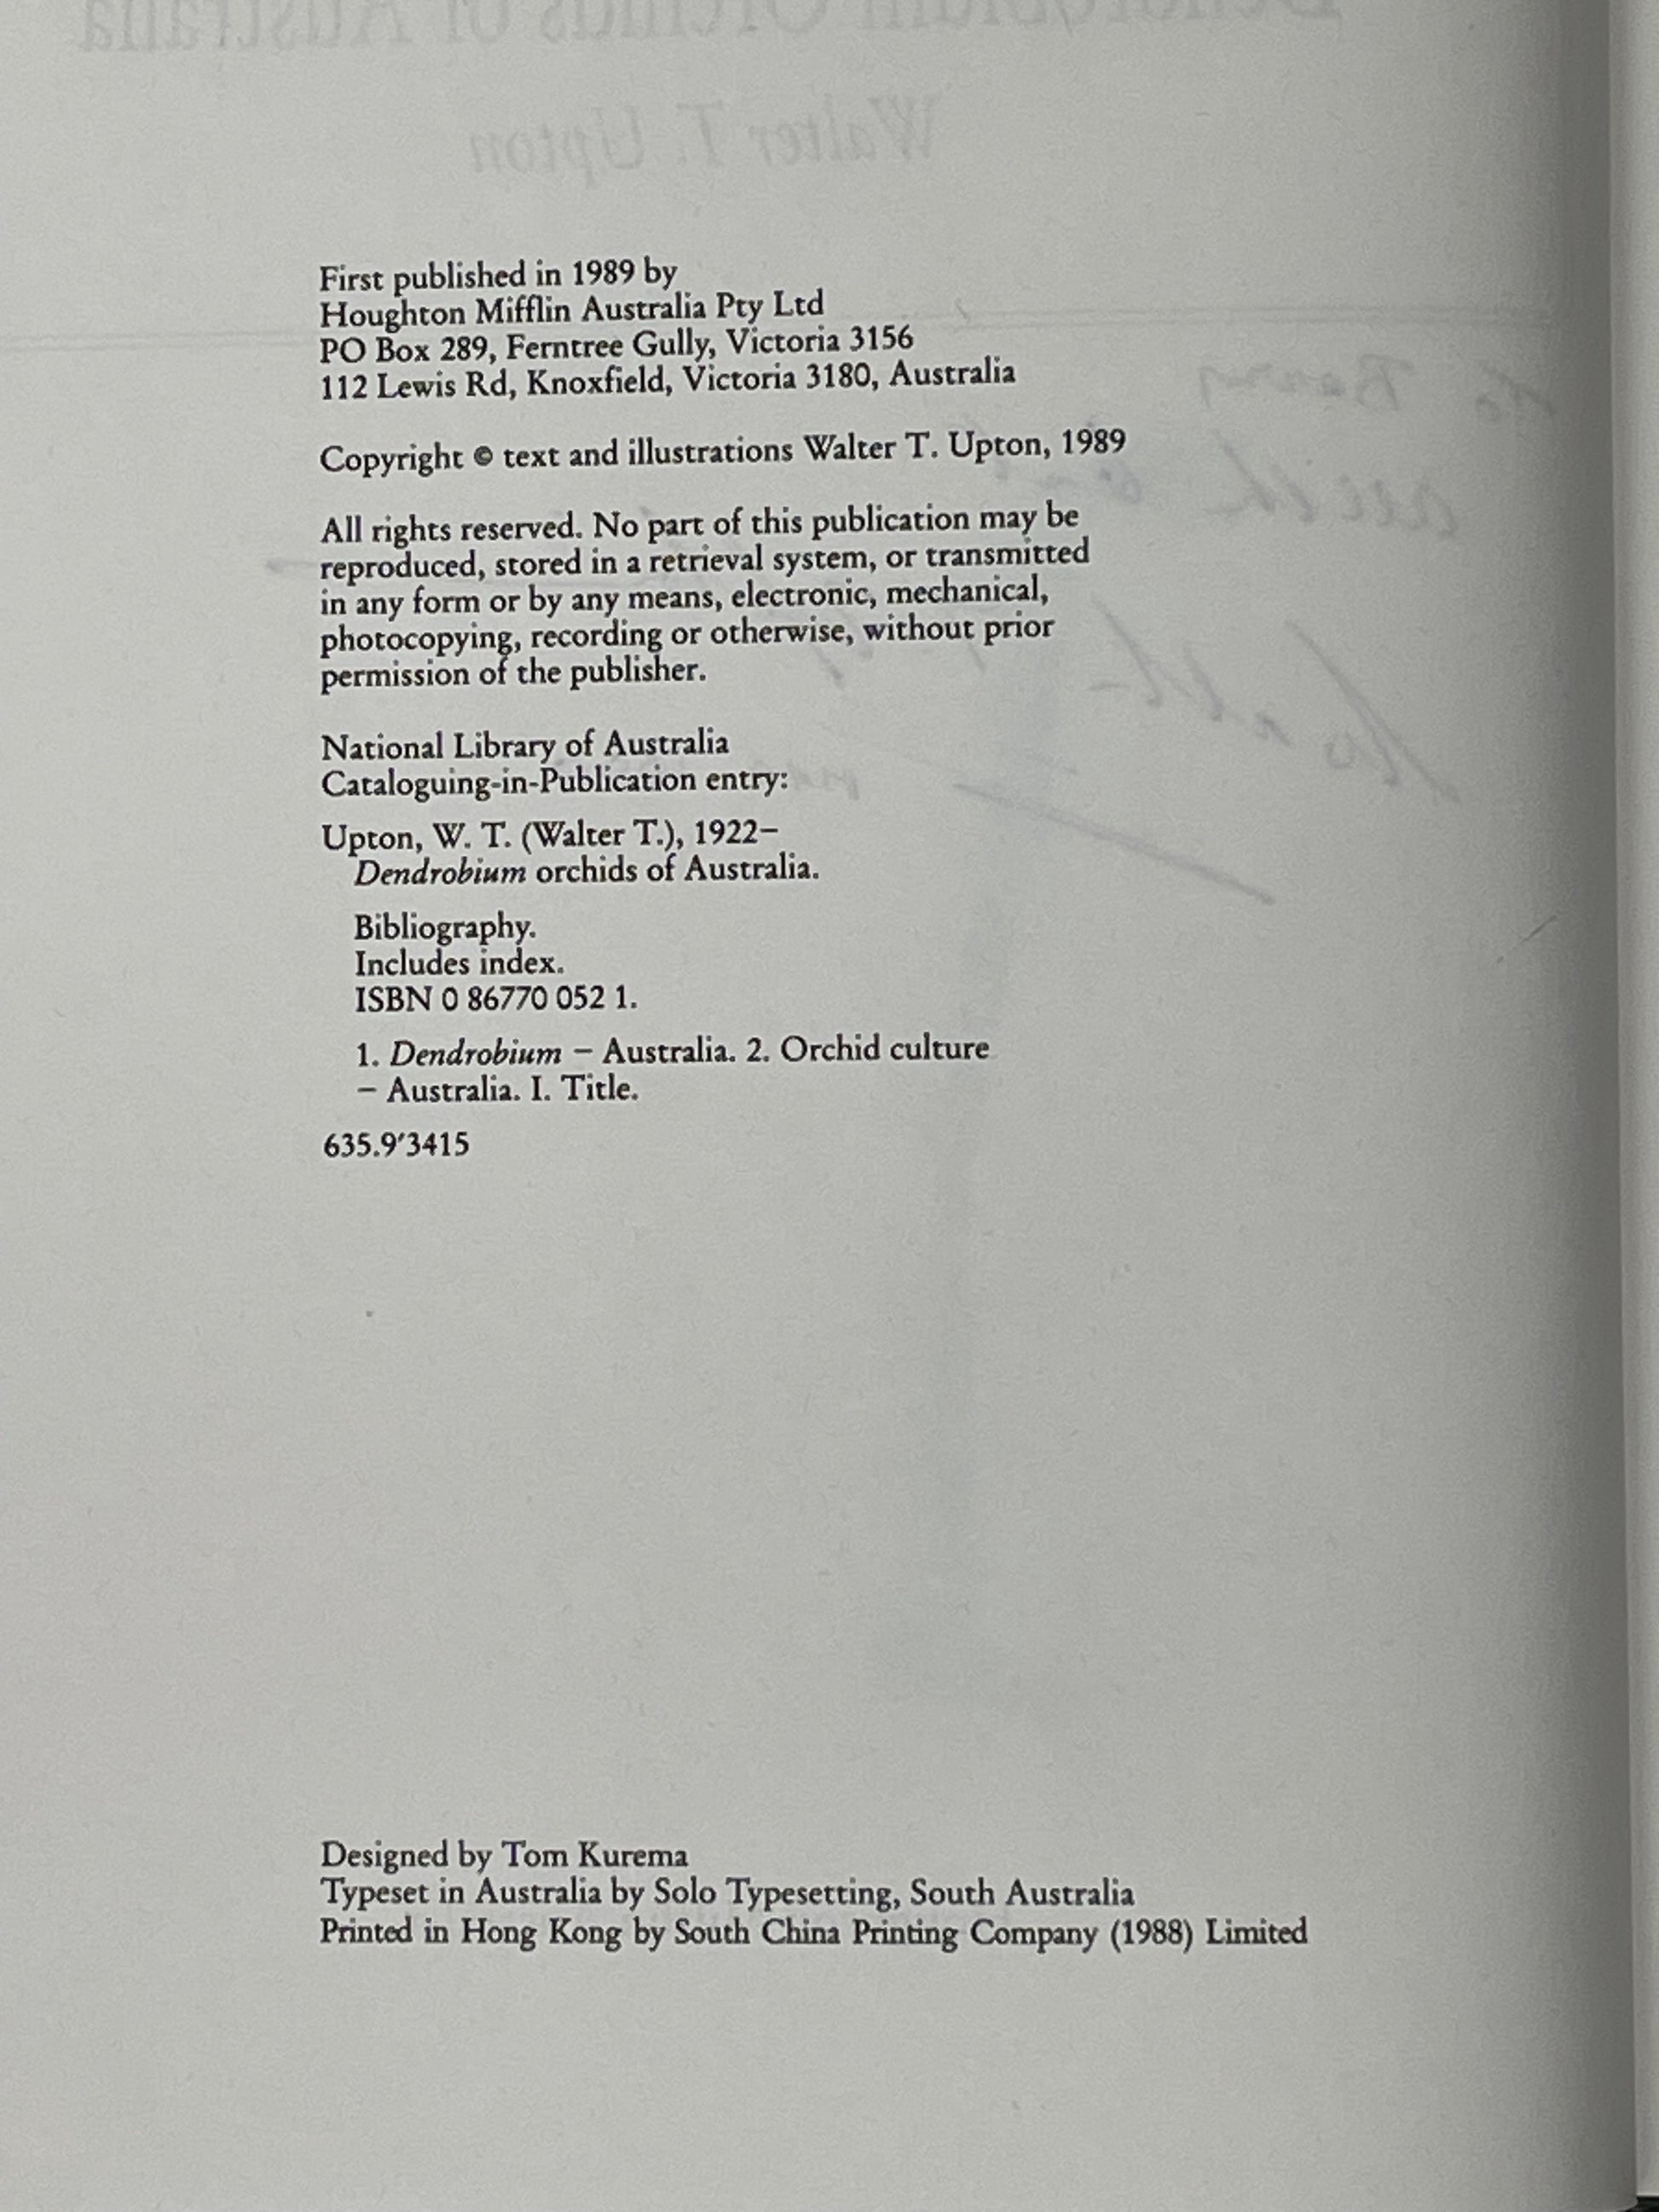 Dendrobium Orchids of Australia
Walter T. Upton
First published in 1989 by
Houghton Mifflin Australia Pty Ltd
PO Box 289, Ferntree Gully, Victoria 3156
112 Lewis Rd, Knoxfield, Victoria 3180, Australia
Copyright © text and illustrations Walter T. Upton, 1989
All rights reserved. No part of this publication may be
reproduced, stored in a retrieval system, or transmitted
in any form or by any means, electronic, mechanical,
photocopying, recording or otherwise, without prior
permission of the publisher.
National Library of Australia
Cataloguing-in-Publication entry:
Upton, W. T. (Walter T.), 1922–
Dendrobium orchids of Australia.
Bibliography.
Includes index.
ISBN 0 86770 052 1.
1. Dendrobium – Australia. 2. Orchid culture
– Australia. I. Title.
635.9′3415
Designed by Tom Kurema
Typeset in Australia by Solo Typesetting, South Australia
Printed in Hong Kong by South China Printing Company (1988) Limited